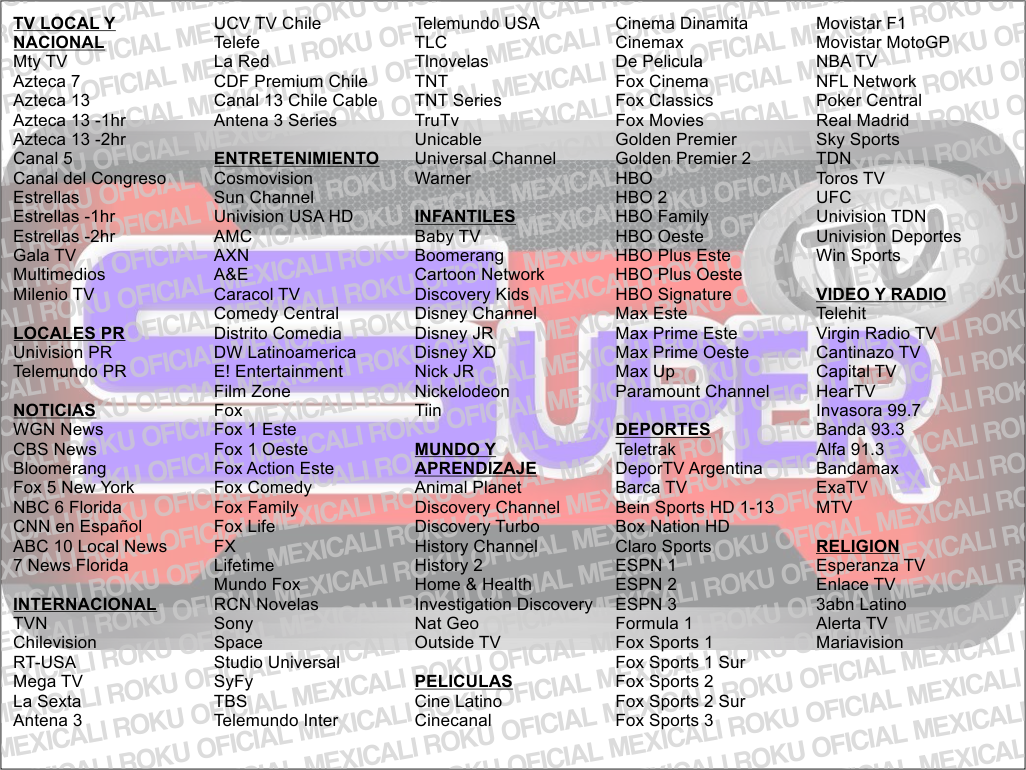 TV LOCAL Y
NACIONAL
Mty TV
Azteca 7
Azteca 13
Azteca 13 -1hr
Azteca 13 -2hr
Canal 5
Canal del Congreso
Estrellas
Estrellas -1hr
Estrellas -2hr
Gala TV
Multimedios
Milenio TV
LOCALES PR
Univision PR
Telemundo PR
NOTICIAS
WGN News
CBS News
Bloomerang
Fox 5 New York
NBC 6 Florida
CNN en Español
ABC 10 Local News
7 News Florida
INTERNACIONAL
TVN
Chilevision
RT-USA
Mega TV
La Sexta
Antena 3
UCV TV Chile
Telefe
La Red
CDF Premium Chile
Canal 13 Chile Cable
Antena 3 Series
ENTRETENIMIENTO
Cosmovision
Sun Channel
Univision USA HD
AMC
AXN
A&E
Caracol TV
Comedy Central
Distrito Comedia
DW Latinoamerica
E! Entertainment
Film Zone
Fox
Fox 1 Este
Fox 1 Oeste
Fox Action Este
Fox Comedy
Fox Family
Fox Life
FX
Lifetime
Mundo Fox
RCN Novelas
Sony
Space
Studio Universal
SyFy
TBS
Telemundo Inter
Telemundo USA
TLC
Tlnovelas
TNT
TNT Series
TruTv
Unicable
Universal Channel
Warner
INFANTILES
Baby TV
Boomerang
Cartoon Network
Discovery Kids
Disney Channel
Disney JR
Disney XD
Nick JR
Nickelodeon
Tiin
MUNDO Y
APRENDIZAJE
Animal Planet
Discovery Channel
Discovery Turbo
History Channel
History 2
Home & Health
Investigation Discovery
Nat Geo
Outside TV
PELICULAS
Cine Latino
Cinecanal
Cinema Dinamita
Cinemax
De Pelicula
Fox Cinema
Fox Classics
Fox Movies
Golden Premier
Golden Premier 2
HBO
HBO 2
HBO Family
HBO Oeste
HBO Plus Este
HBO Plus Oeste
HBO Signature
Max Este
Max Prime Este
Max Prime Oeste
Max Up
Paramount Channel
DEPORTES
Teletrak
DeporTV Argentina
Barca TV
Bein Sports HD 1-13
Box Nation HD
Claro Sports
ESPN 1
ESPN 2
ESPN 3
Formula 1
Fox Sports 1
Fox Sports 1 Sur
Fox Sports 2
Fox Sports 2 Sur
Fox Sports 3
Movistar F1
Movistar MotoGP
NBA TV
NFL Network
Poker Central
Real Madrid
Sky Sports
TDN
Toros TV
UFC
Univision TDN
Univision Deportes
Win Sports
VIDEO Y RADIO
Telehit
Virgin Radio TV
Cantinazo TV
Capital TV
HearTV
Invasora 99.7
Banda 93.3
Alfa 91.3
Bandamax
ExaTV
MTV
RELIGION
Esperanza TV
Enlace TV
3abn Latino
Alerta TV
Mariavision
SUPER
TV
MEXICALI ROKU OFICIAL